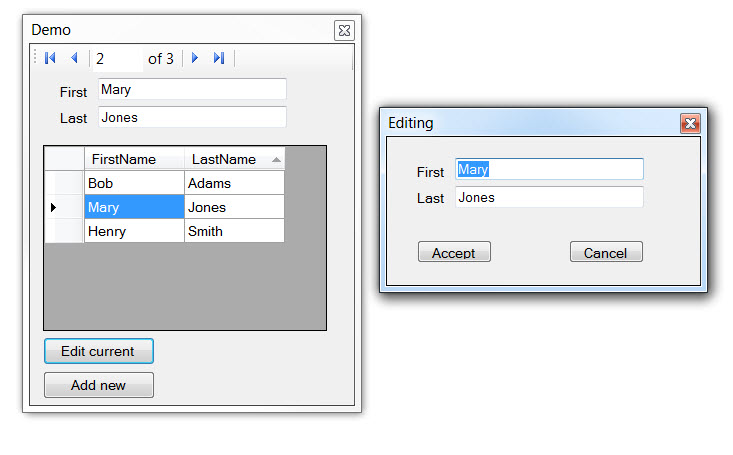 Demo
2 of 3
First Mary
Last Jones
FirstName LastName
Bob Adams
Mary Jones
Henry Smith
Edit current
Add new
Editing
First Mary
Last Jones
Accept Cancel